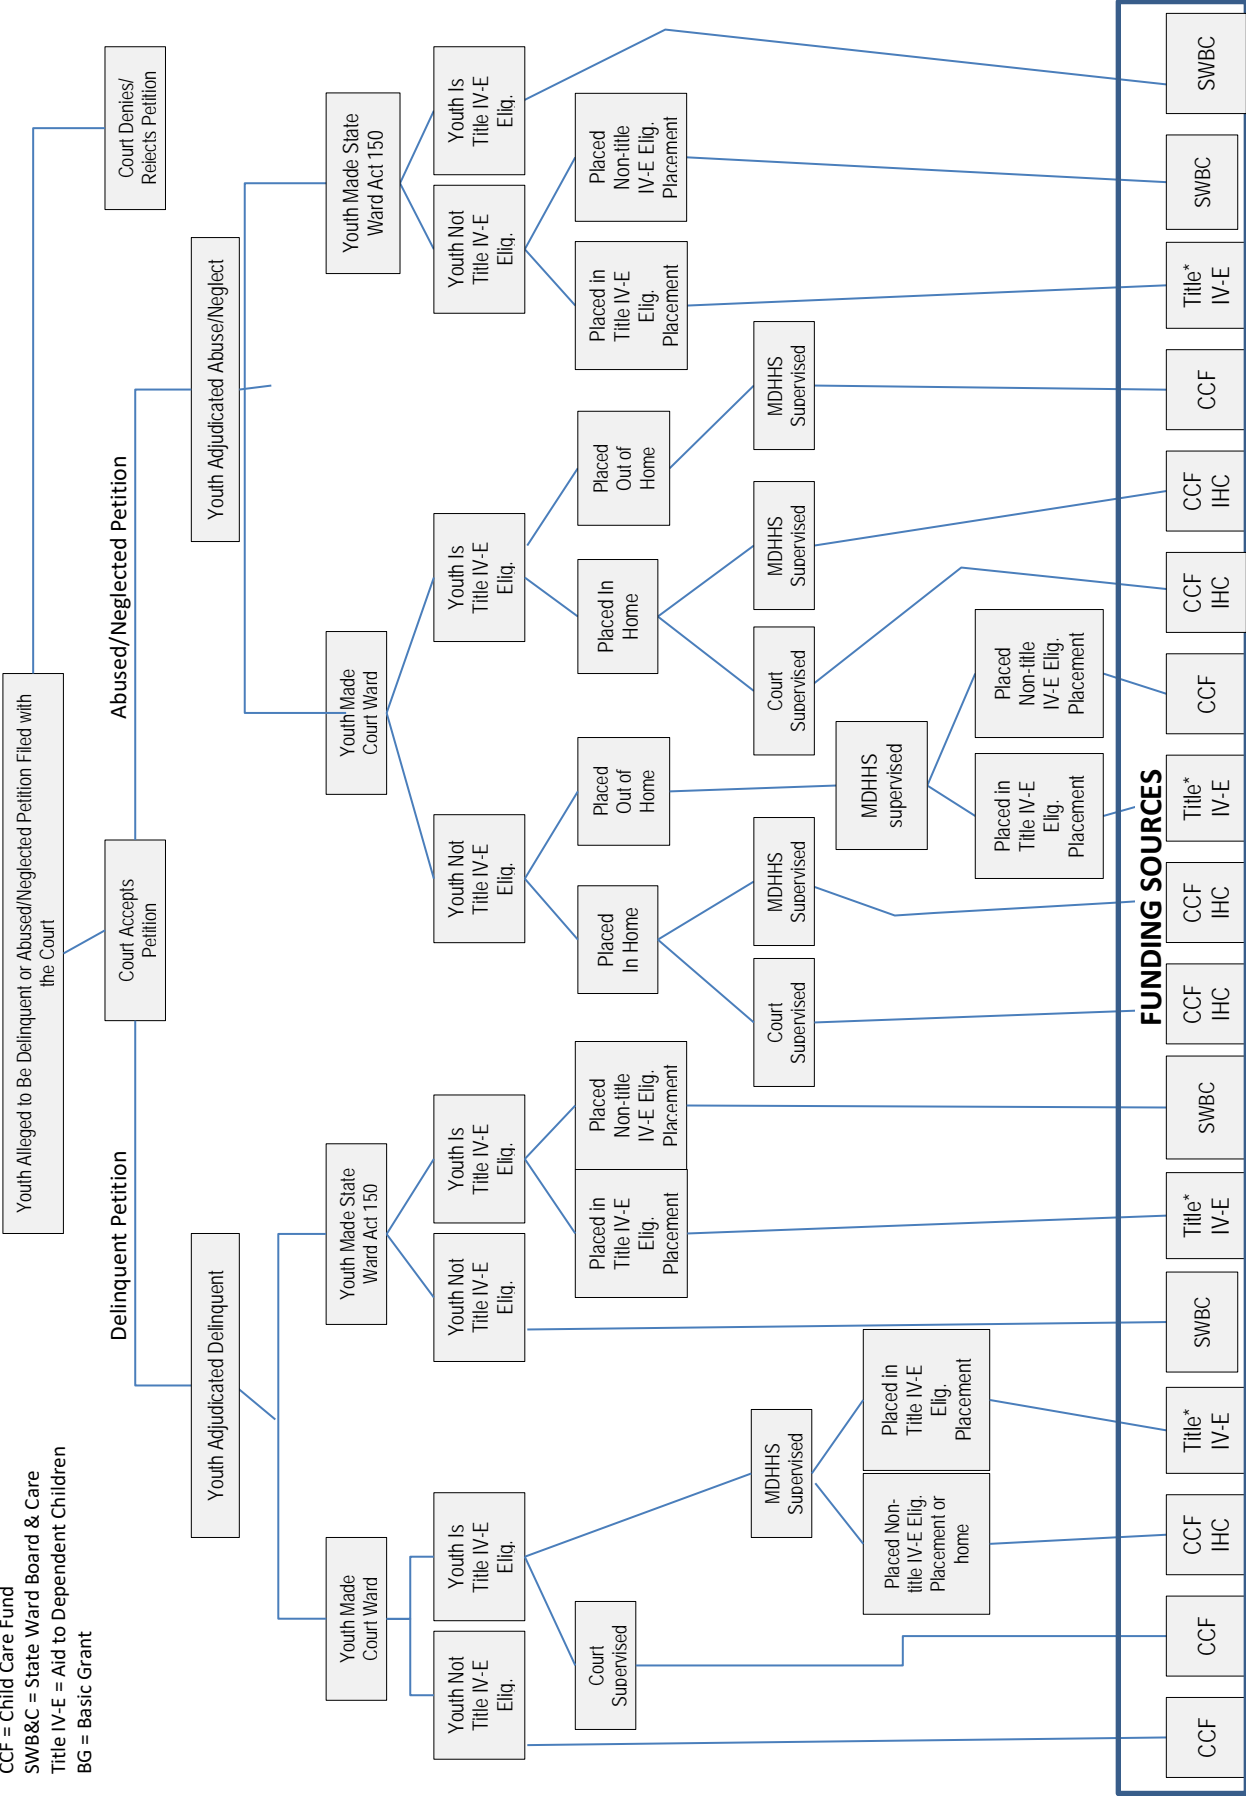 CCF = Child Care Fund
SWB&C = State Ward Board & Care
Title IV-E = Aid to Dependent Children
BG = Basic Grant
Youth Alleged to Be Delinquent or Abused/Neglected Petition Filed with
the Court
Court Accepts
Petition
Court Denies/
Rejects Petition
Delinquent Petition
Abused/Neglected Petition
Youth Adjudicated Delinquent
Youth Adjudicated Abuse/Neglect
Youth Made
Court Ward
Youth Made State
Ward Act 150
Youth Made
Court Ward
Youth Made State
Ward Act 150
Youth Not
Title IV-E
Elig.
Youth Is
Title IV-E
Elig.
Youth Not
Title IV-E
Elig.
Youth Is
Title IV-E
Elig.
Youth Not
Title IV-E
Elig.
Youth Is
Title IV-E
Elig.
Youth Not
Title IV-E
Elig.
Youth Is
Title IV-E
Elig.
Court
Supervised
Placed in
Title IV-E
Elig.
Placement
Placed
Non-title
IV-E Elig.
Placement
Placed
In Home
Placed
Out of
Home
Placed In
Home
Placed
Out of
Home
Placed in
Title IV-E
Elig.
Placement
Placed
Non-title
IV-E Elig.
Placement
MDHHS
Supervised
Court
Supervised
MDHHS
Supervised
Court
Supervised
MDHHS
Supervised
MDHHS
Supervised
MDHHS
supervised
Placed Non-
title IV-E Elig.
Placement or
home
Placed in
Title IV-E
Elig.
Placement
Placed in
Title IV-E
Elig.
Placement
Placed
Non-title
IV-E Elig.
Placement
FUNDING SOURCES
CCF
CCF
CCF
IHC
Title*
IV-E
SWBC
Title*
IV-E
SWBC
CCF
IHC
CCF
IHC
Title*
IV-E
CCF
CCF
IHC
CCF
IHC
CCF
Title*
IV-E
SWBC
SWBC